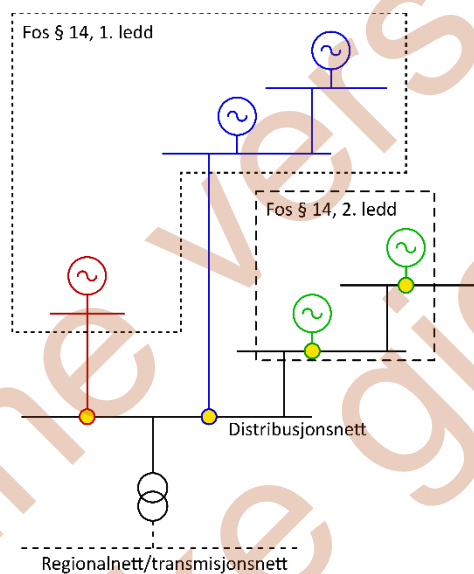 Fos § 14, 1. ledd
Fos § 14, 2. ledd
Distribusjonsnett
Regionalnett/transmisjonsnett